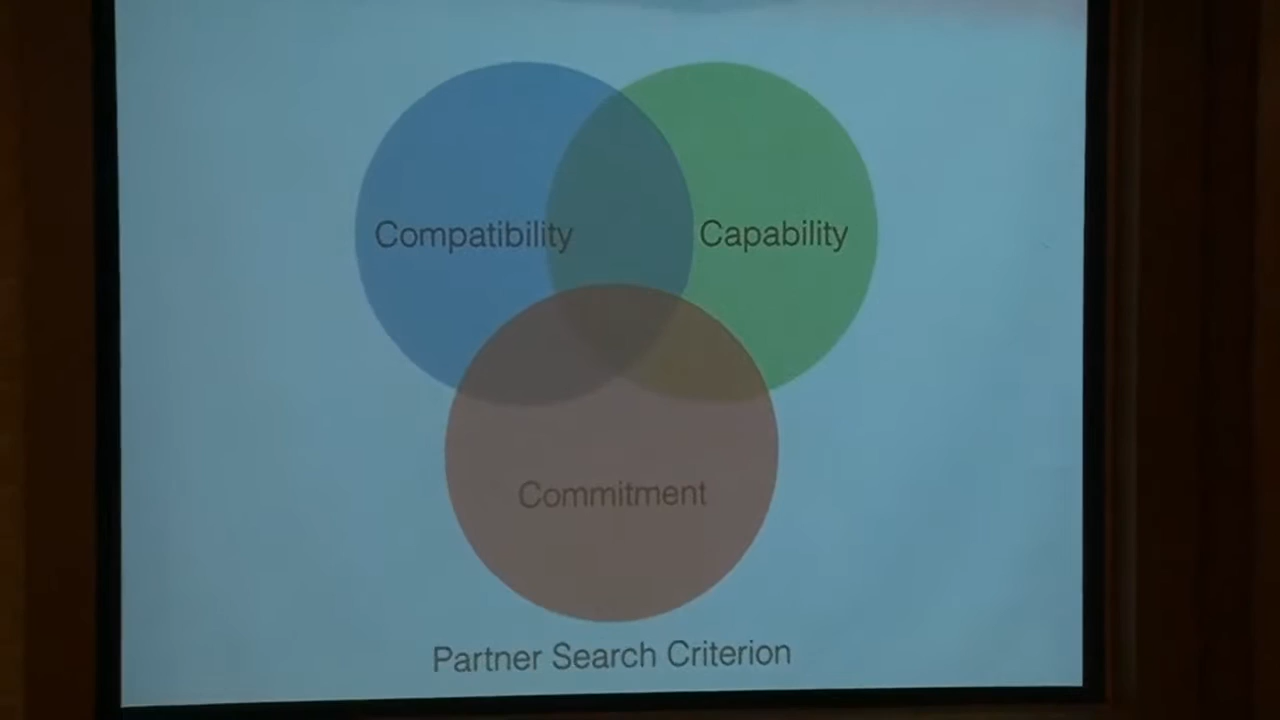 Compatibility
Capability
Commitment
Partner Search Criterion